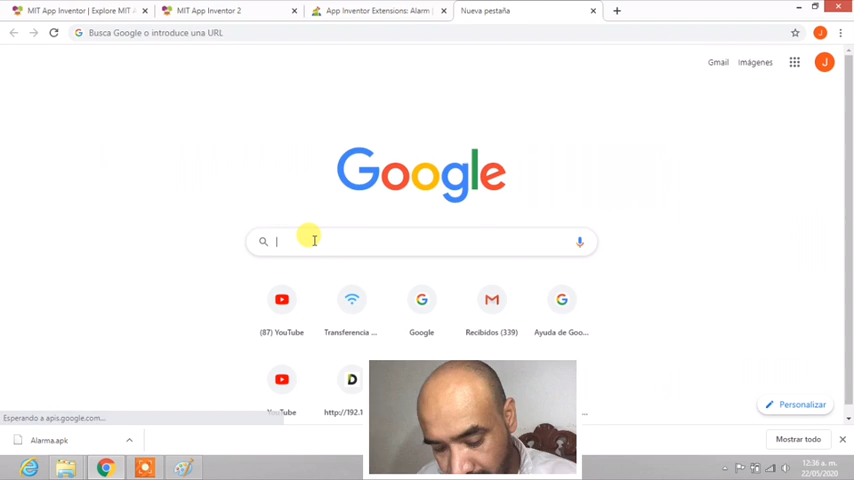 MIT App Inventor | Explore MIT A
MIT App Inventor 2
App Inventor Extensions: Alarm |
Nueva pestaña
Busca Google o introduce una URL
J
Gmail
Imágenes
J
Google
(87) YouTube
Transferencia ...
Google
Recibidos (339)
Ayuda de Goo...
YouTube
http://192.1
...
Personalizar
Esperando a apis.google.com...
Alarma.apk
Mostrar todo
12:36 a. m.
22/05/2020